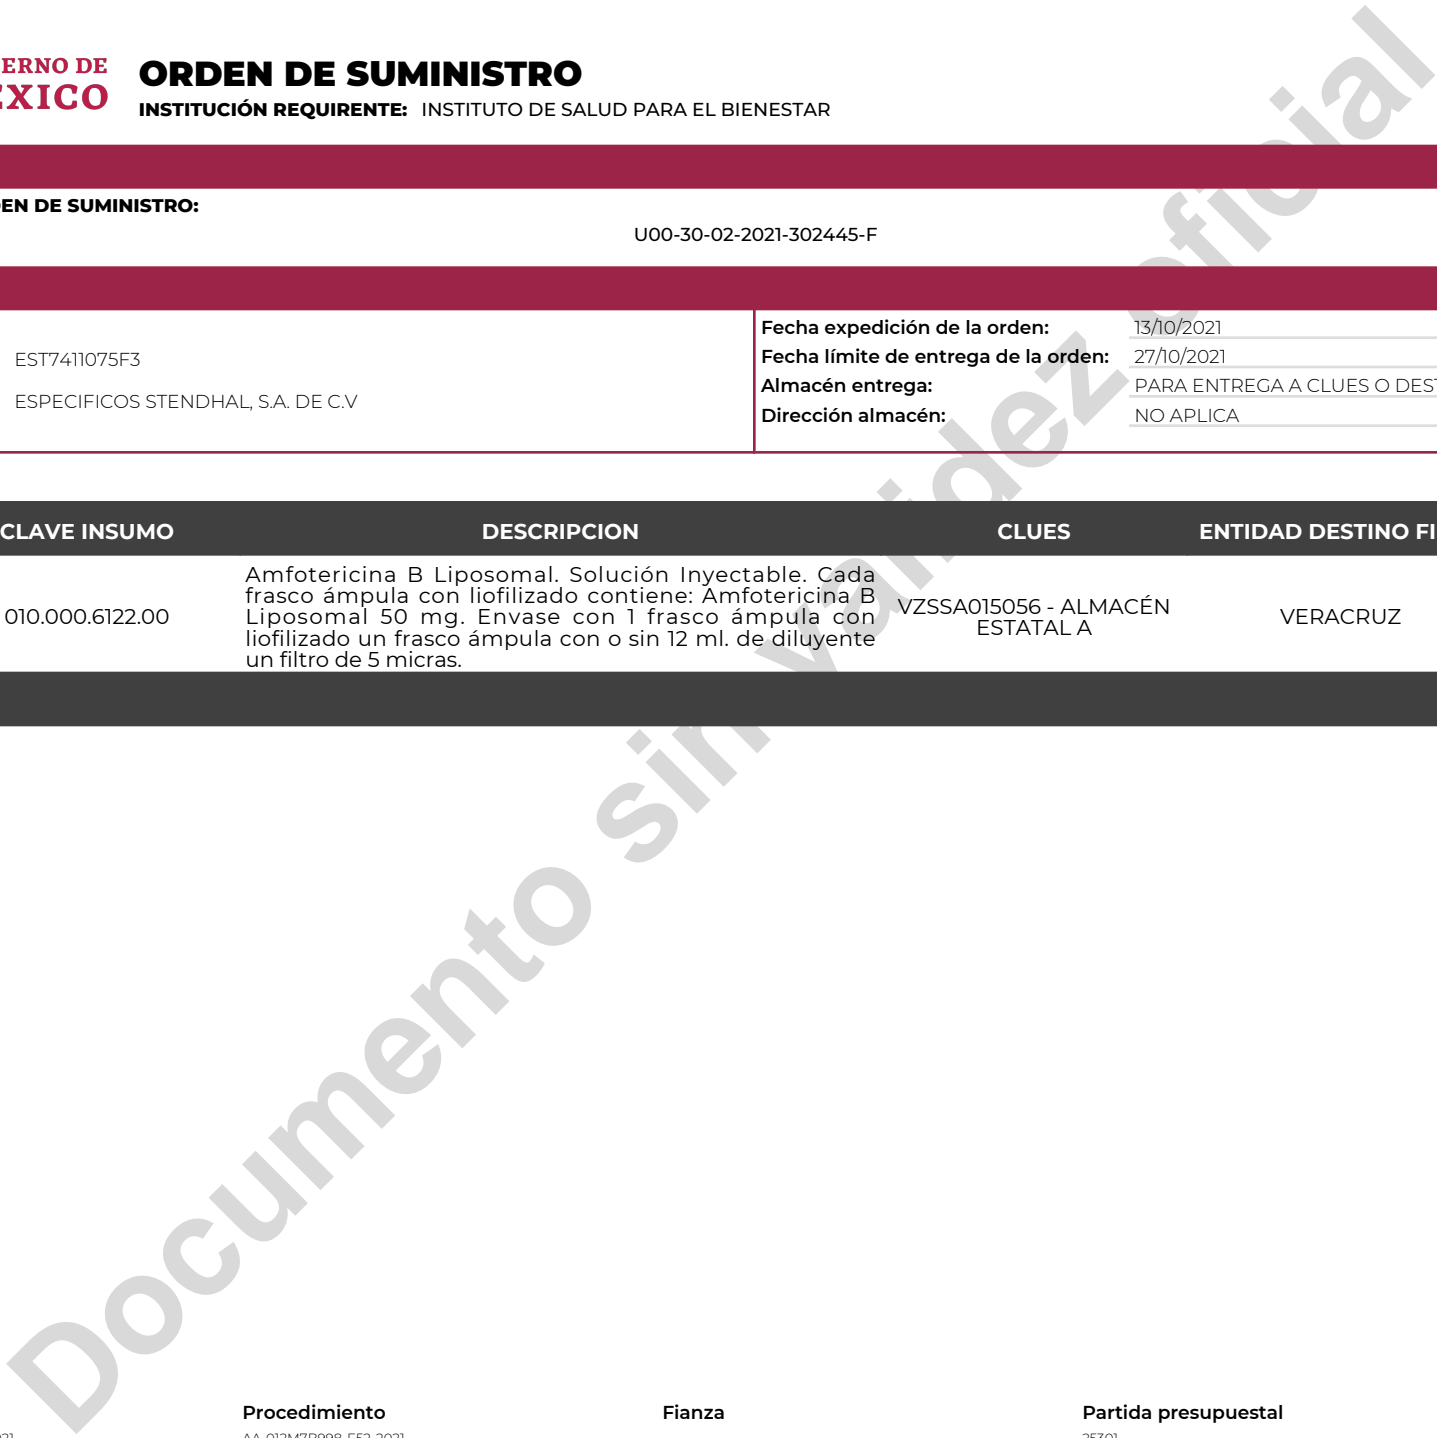 ERNO DE
EXICO
ORDEN DE SUMINISTRO
INSTITUCIÓN REQUIRENTE: INSTITUTO DE SALUD PARA EL BIENESTAR
EN DE SUMINISTRO:
U00-30-02-2021-302445-F
EST7411075F3
ESPECIFICOS STENDHAL, S.A. DE C.V
Fecha expedición de la orden: 13/10/2021
Fecha límite de entrega de la orden: 27/10/2021
Almacén entrega: PARA ENTREGA A CLUES O DEST
Dirección almacén: NO APLICA
CLAVE INSUMO DESCRIPCION CLUES ENTIDAD DESTINO FI
010.000.6122.00
Amfotericina B Liposomal. Solución Inyectable. Cada
frasco ámpula con liofilizado contiene: Amfotericina B
Liposomal 50 mg. Envase con 1 frasco ámpula con
liofilizado un frasco ámpula con o sin 12 ml. de diluyente
un filtro de 5 micras.
VZSSA015056 - ALMACÉN
ESTATAL A
VERACRUZ
Documento sin validez oficial
Procedimiento Fianza Partida presupuestal